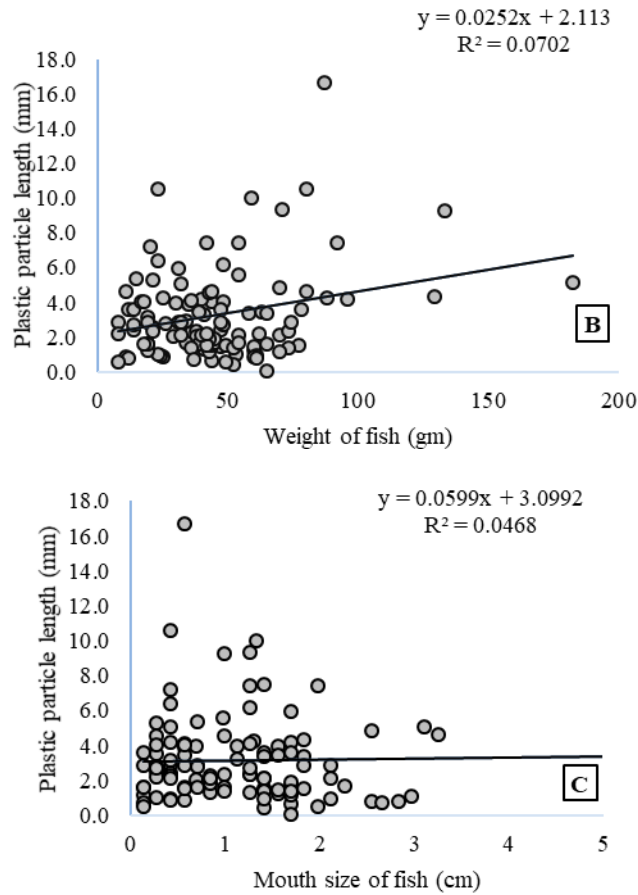 y = 0.0252x + 2.113
R² = 0.0702
18.0
16.0
14.0
12.0
10.0
8.0
6.0
4.0
2.0
0.0
Plastic particle length (mm)
B
0 50 100 150 200
Weight of fish (gm)
y = 0.0599x + 3.0992
R² = 0.0468
18.0
16.0
14.0
12.0
10.0
8.0
6.0
4.0
2.0
0.0
Plastic particle length (mm)
C
0 1 2 3 4 5
Mouth size of fish (cm)